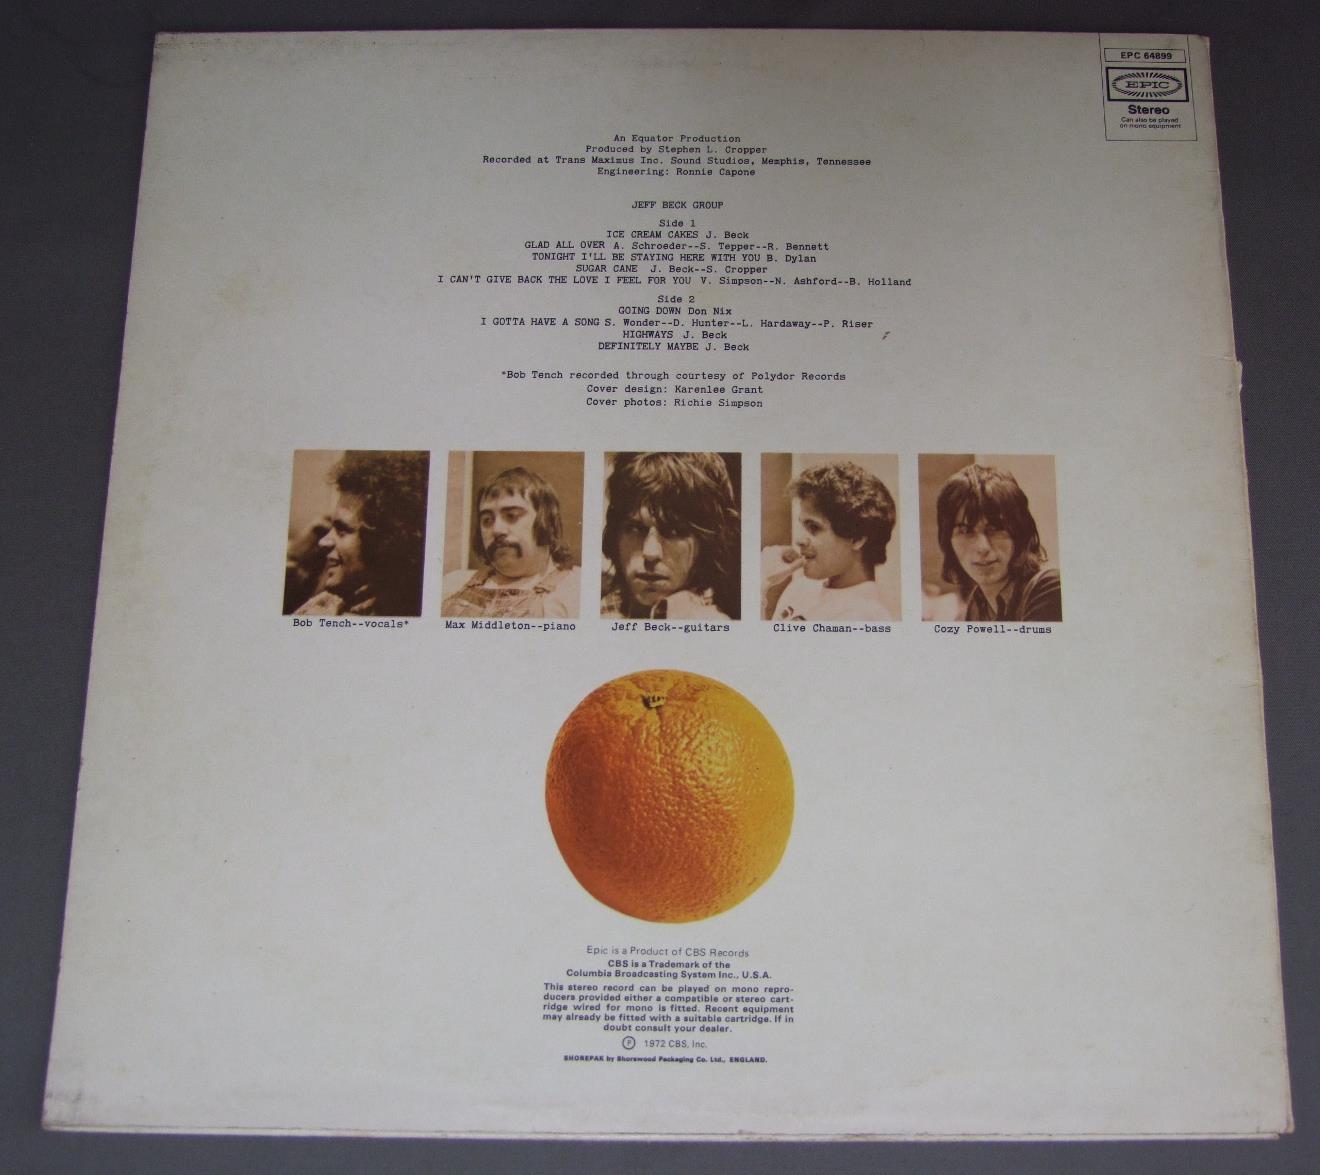 EPC 64899
EPIC
Stereo
Can also be played
on mono equipment
An Equator Production
Produced by Stephen L. Cropper
Recorded at Trans Maximus Inc. Sound Studios, Memphis, Tennessee
Engineering: Ronnie Capone
JEFF BECK GROUP
Side 1
ICE CREAM CAKES J. Beck
GLAD ALL OVER A. Schroeder--S. Tepper--R. Bennett
TONIGHT I'LL BE STAYING HERE WITH YOU B. Dylan
SUGAR CANE J. Beck--S. Cropper
I CAN'T GIVE BACK THE LOVE I FEEL FOR YOU V. Simpson--N. Ashford--B. Holland
Side 2
GOING DOWN Don Nix
I GOTTA HAVE A SONG S. Wonder--D. Hunter--L. Hardaway--P. Riser
HIGHWAYS J. Beck
DEFINITELY MAYBE J. Beck
*Bob Tench recorded through courtesy of Polydor Records
Cover design: Karenlee Grant
Cover photos: Richie Simpson
Bob Tench--vocals* Max Middleton--piano Jeff Beck--guitars Clive Chaman--bass Cozy Powell--drums
Epic is a Product of CBS Records
CBS is a Trademark of the
Columbia Broadcasting System Inc., U.S.A.
This stereo record can be played on mono repro-
ducers provided either a compatible or stereo cart-
ridge wired for mono is fitted. Recent equipment
may already be fitted with a suitable cartridge. If in
doubt consult your dealer.
Ⓟ 1972 CBS, Inc.
SHOREPAK by Shorewood Packaging Co. Ltd., ENGLAND.